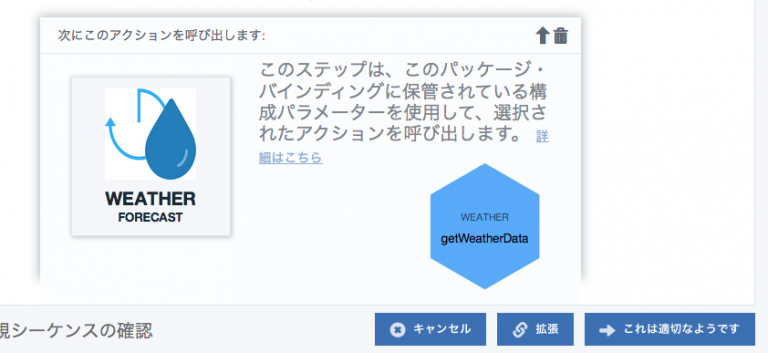 次にこのアクションを呼び出します:
このステップは、このパッケージ・
バインディングに保管されている構
成パラメーターを使用して、選択さ
れたアクションを呼び出します。 詳
細はこちら
WEATHER
FORECAST
WEATHER
getWeatherData
規シーケンスの確認
キャンセル
拡張
これは適切なようです